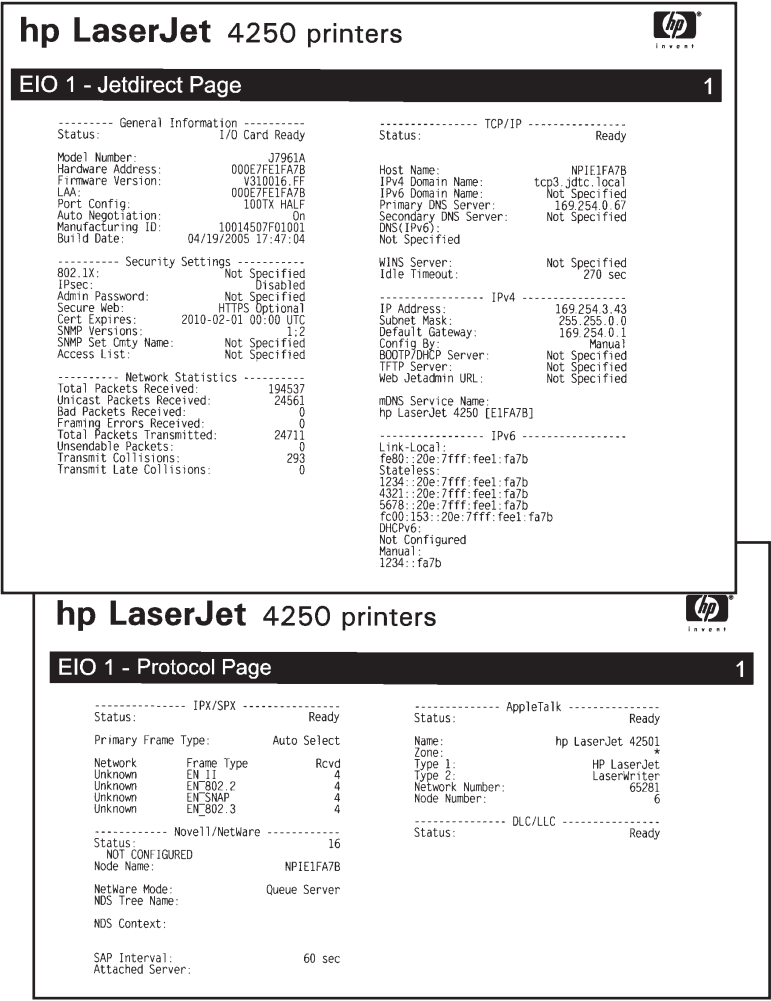 hp LaserJet 4250 printers
hp
invent
EIO 1 - Jetdirect Page 1
--------- General Information ----------
Status: I/O Card Ready
Model Number: J7961A
Hardware Address: 000E7FE1FA7B
Firmware Version: V310016.FF
LAA: 000E7FE1FA7B
Port Config: 100TX HALF
Auto Negotiation: On
Manufacturing ID: 10014507F01001
Build Date: 04/19/2005 17:47:04
---------- Security Settings -----------
802.1X: Not Specified
IPsec: Disabled
Admin Password: Not Specified
Secure Web: HTTPS Optional
Cert Expires: 2010-02-01 00:00 UTC
SNMP Versions: 1;2
SNMP Set Cmty Name: Not Specified
Access List: Not Specified
---------- Network Statistics ----------
Total Packets Received: 194537
Unicast Packets Received: 24561
Bad Packets Received: 0
Framing Errors Received: 0
Total Packets Transmitted: 24711
Unsendable Packets: 0
Transmit Collisions: 293
Transmit Late Collisions: 0
---------------- TCP/IP ----------------
Status: Ready
Host Name: NPIE1FA7B
IPv4 Domain Name: tcp3.jdtc.local
IPv6 Domain Name: Not Specified
Primary DNS Server: 169.254.0.67
Secondary DNS Server: Not Specified
DNS(IPv6):
Not Specified
WINS Server: Not Specified
Idle Timeout: 270 sec
----------------- IPv4 -----------------
IP Address: 169.254.3.43
Subnet Mask: 255.255.0.0
Default Gateway: 169.254.0.1
Config By: Manual
BOOTP/DHCP Server: Not Specified
TFTP Server: Not Specified
Web Jetadmin URL: Not Specified
mDNS Service Name:
hp LaserJet 4250 [E1FA7B]
----------------- IPv6 -----------------
Link-Local:
fe80::20e:7fff:fee1:fa7b
Stateless:
1234::20e:7fff:fee1:fa7b
4321::20e:7fff:fee1:fa7b
5678::20e:7fff:fee1:fa7b
fc00:153::20e:7fff:fee1:fa7b
DHCPv6:
Not Configured
Manual:
1234::fa7b
hp LaserJet 4250 printers
hp
invent
EIO 1 - Protocol Page 1
--------------- IPX/SPX ----------------
Status: Ready
Primary Frame Type: Auto Select
Network Frame Type Rcvd
Unknown EN_II 4
Unknown EN_802.2 4
Unknown EN_SNAP 4
Unknown EN_802.3 4
------------ Novell/NetWare ------------
Status: 16
NOT CONFIGURED
Node Name: NPIE1FA7B
NetWare Mode: Queue Server
NDS Tree Name:
NDS Context:
SAP Interval: 60 sec
Attached Server:
-------------- AppleTalk ---------------
Status: Ready
Name: hp LaserJet 42501
Zone: *
Type 1: HP LaserJet
Type 2: LaserWriter
Network Number: 65281
Node Number: 6
--------------- DLC/LLC ----------------
Status: Ready